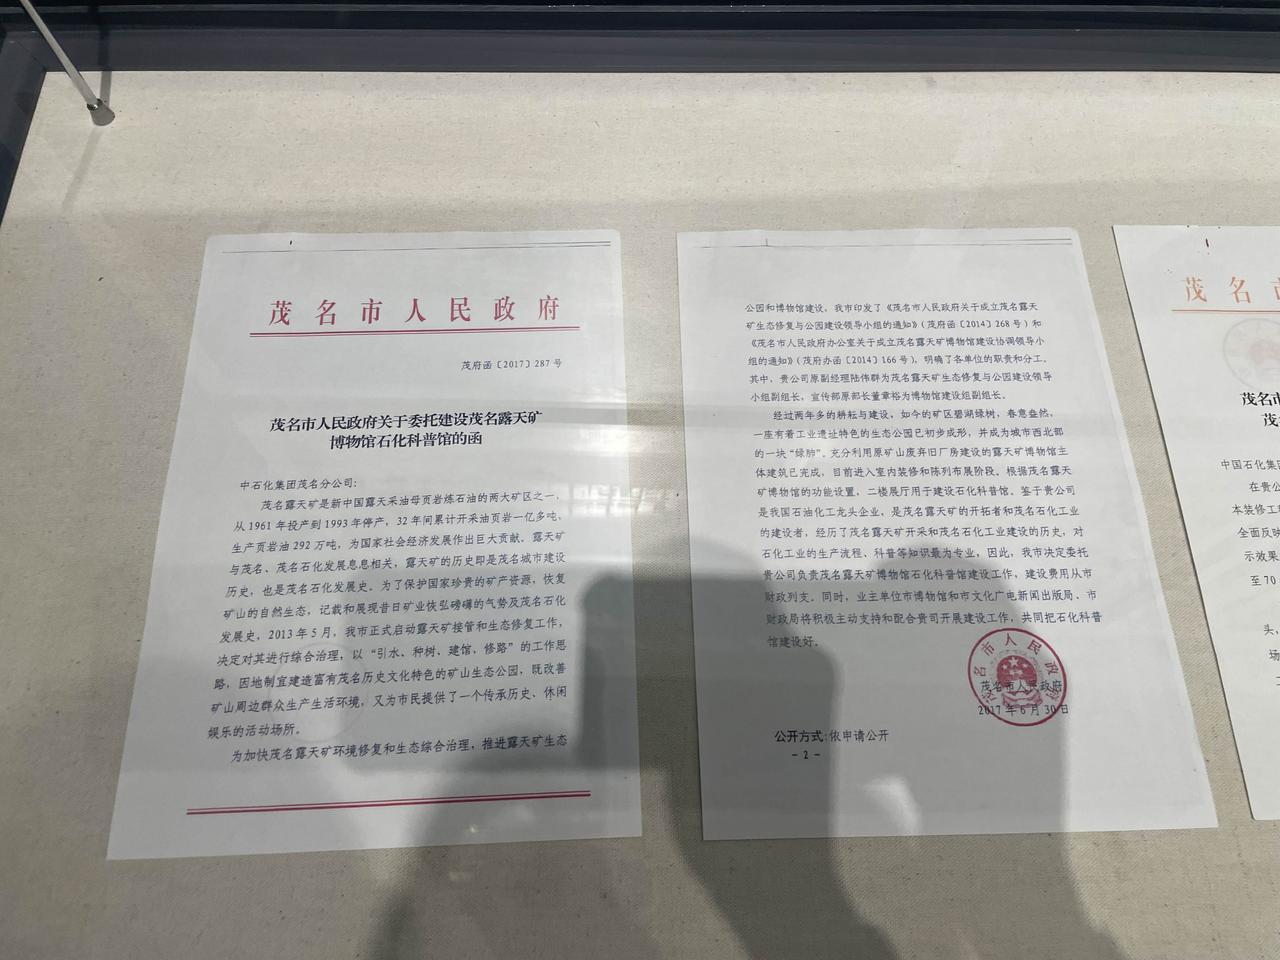 茂名市人民政府
茂府函〔2017〕287号
茂名市人民政府关于委托建设茂名露天矿
博物馆石化科普馆的函
中石化集团茂名分公司：
茂名露天矿是新中国露天采油母页岩炼石油的两大矿区之一，
从1961年投产到1993年停产，32年间累计开采油页岩一亿多吨，
生产页岩油292万吨，为国家社会经济发展作出巨大贡献。露天矿
与茂名、茂名石化发展息息相关，露天矿的历史即是茂名城市建设
历史，也是茂名石化发展史。为了保护国家珍贵的矿产资源，恢复
矿山的自然生态，记载和展现昔日矿业恢弘磅礴的气势及茂名石化
发展史，2013年5月，我市正式启动露天矿接管和生态修复工作，
决定对其进行综合治理，以“引水、种树、建馆、修路”的工作思
路，因地制宜建造富有茂名历史文化特色的矿山生态公园，既改善
矿山周边群众生产生活环境，又为市民提供了一个传承历史、休闲
娱乐的活动场所。
为加快茂名露天矿环境修复和生态综合治理，推进露天矿生态
公园和博物馆建设，我市印发了《茂名市人民政府关于成立茂名露天
矿生态修复与公园建设领导小组的通知》（茂府函〔2014〕268号）和
《茂名市人民政府办公室关于成立茂名露天矿博物馆建设协调领导小
组的通知》（茂府办函〔2014〕166号），明确了各单位的职责和分工。
其中，贵公司原副经理陆伟群为茂名露天矿生态修复与公园建设领导
小组副组长，宣传部原部长董章裕为博物馆建设组副组长。
经过两年多的耕耘与建设，如今的矿区碧湖绿树，春意盎然，
一座有着工业遗址特色的生态公园已初步成形，并成为城市西北部
的一块“绿肺”。充分利用原矿山废弃旧厂房建设的露天矿博物馆主
体建筑已完成，目前进入室内装修和陈列布展阶段。根据茂名露天
矿博物馆的功能设置，二楼展厅用于建设石化科普馆。鉴于贵公司
是我国石油化工龙头企业，是茂名露天矿的开拓者和茂名石化工业
的建设者，经历了茂名露天矿开采和茂名石化工业建设的历史，对
石化工业的生产流程、科普等知识最为专业，因此，我市决定委托
贵公司负责茂名露天矿博物馆石化科普馆建设工作，建设费用从市
财政列支。同时，业主单位市博物馆和市文化广电新闻出版局、市
财政局将积极主动支持和配合贵司开展建设工作，共同把石化科普
馆建设好。
茂名市人民政府
茂名市人民政府
2017年6月30日
公开方式：依申请公开
－2－
茂名
茂名市
茂
中国石化集
在贵公
本装修工
全面反映
示效果
至70
头、
场